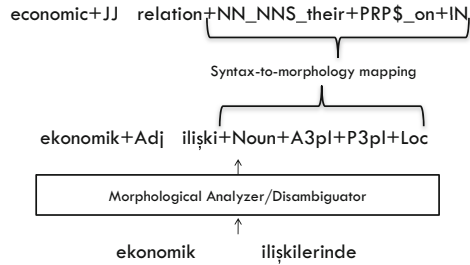 economic+JJ relation+NN_NNS_their+PRP$_on+IN
Syntax-to-morphology mapping
ekonomik+Adj ilişki+Noun+A3pl+P3pl+Loc
Morphological Analyzer/Disambiguator
ekonomik ilişkilerinde